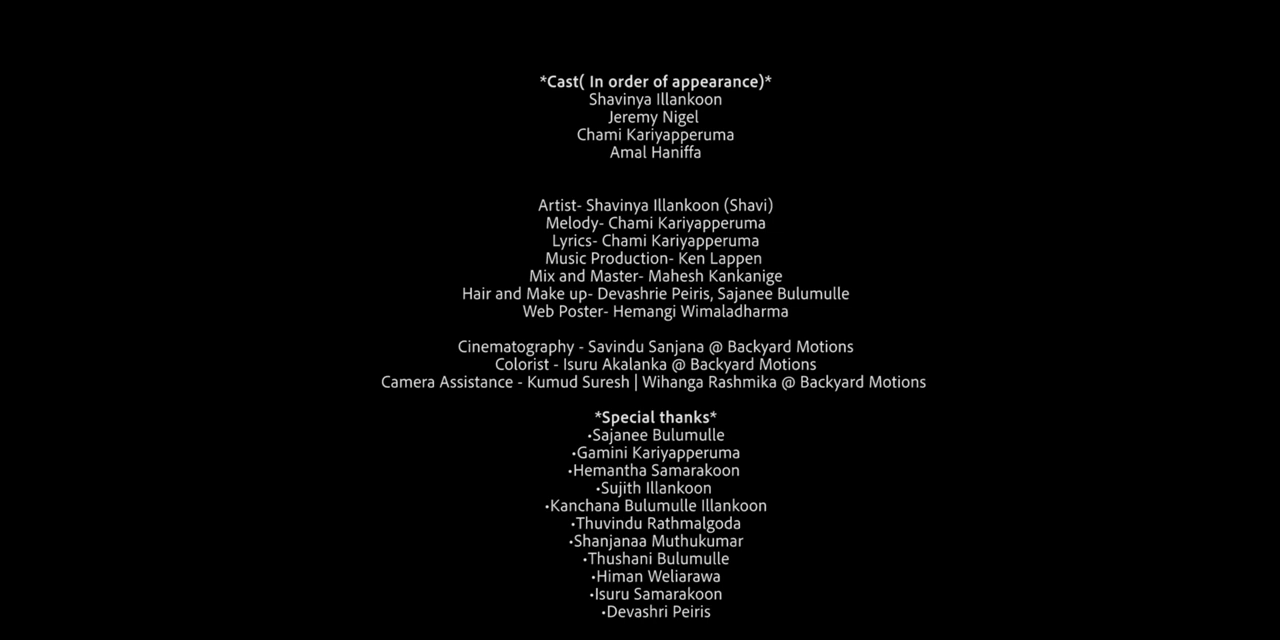 *Cast( In order of appearance)*
Shavinya Illankoon
Jeremy Nigel
Chami Kariyapperuma
Amal Haniffa
Artist- Shavinya Illankoon (Shavi)
Melody- Chami Kariyapperuma
Lyrics- Chami Kariyapperuma
Music Production- Ken Lappen
Mix and Master- Mahesh Kankanige
Hair and Make up- Devashrie Peiris, Sajanee Bulumulle
Web Poster- Hemangi Wimaladharma
Cinematography - Savindu Sanjana @ Backyard Motions
Colorist - Isuru Akalanka @ Backyard Motions
Camera Assistance - Kumud Suresh | Wihanga Rashmika @ Backyard Motions
*Special thanks*
•Sajanee Bulumulle
•Gamini Kariyapperuma
•Hemantha Samarakoon
•Sujith Illankoon
•Kanchana Bulumulle Illankoon
•Thuvindu Rathmalgoda
•Shanjanaa Muthukumar
•Thushani Bulumulle
•Himan Weliarawa
•Isuru Samarakoon
•Devashri Peiris